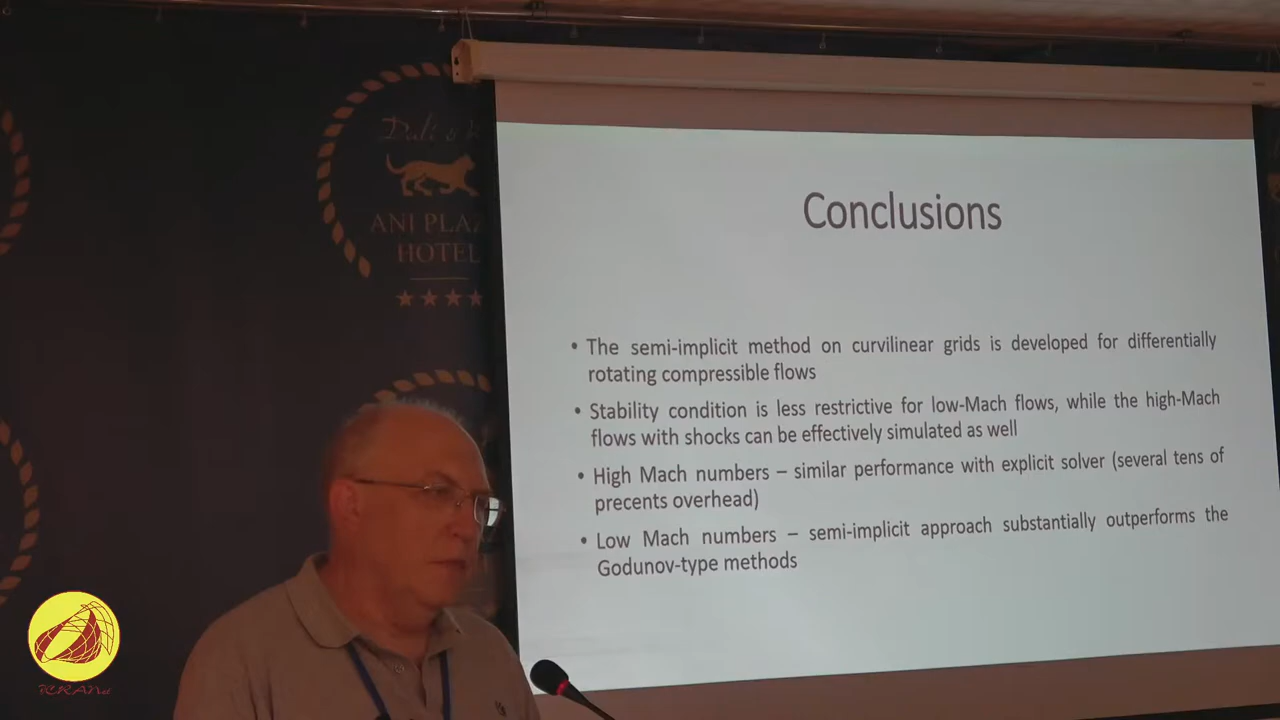 ANI PLAZ
HOTEL
Conclusions
• The semi-implicit method on curvilinear grids is developed for differentially
rotating compressible flows
• Stability condition is less restrictive for low-Mach flows, while the high-Mach
flows with shocks can be effectively simulated as well
• High Mach numbers – similar performance with explicit solver (several tens of
precents overhead)
• Low Mach numbers – semi-implicit approach substantially outperforms the
Godunov-type methods
ICRANet